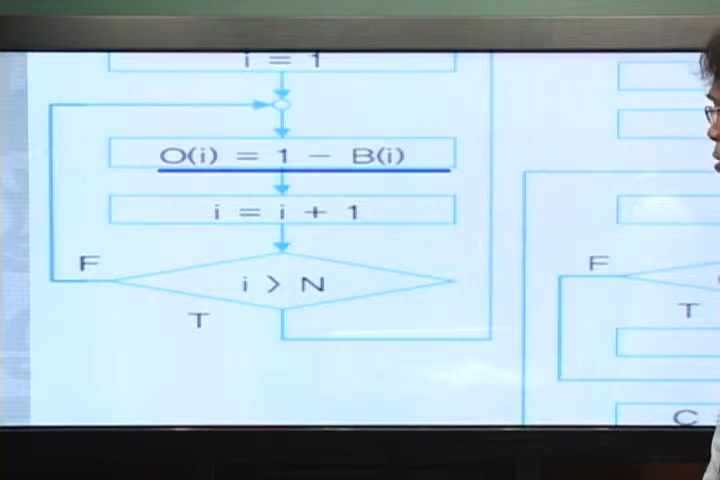 i = 1
O(i) = 1 - B(i)
i = i + 1
F
i > N
T
F
T
C